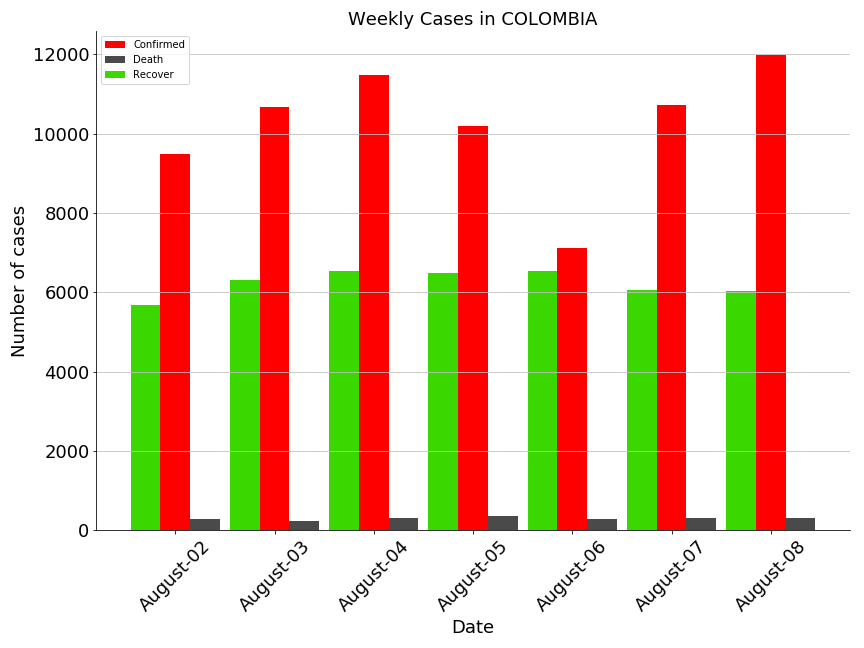 Weekly Cases in COLOMBIA
Confirmed
Death
Recover
12000
10000
8000
6000
4000
2000
0
Number of cases
August-02
August-03
August-04
August-05
August-06
August-07
August-08
Date